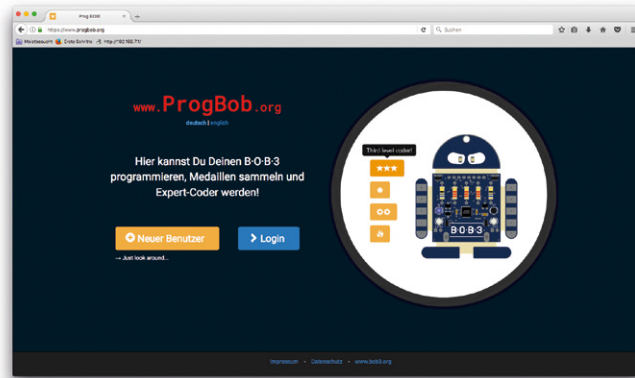 Prog BOB!
https://www.progbob.org
Suchen
Meistbesucht Erste Schritte http://192.168.71/
www.ProgBob.org
deutsch | english
Hier kannst Du Deinen B·O·B·3
programmieren, Medaillen sammeln und
Expert-Coder werden!
Neuer Benutzer
Login
→ Just look around...
Third level coder!
B·O·B·3
Impressum - Datenschutz - www.bob3.org